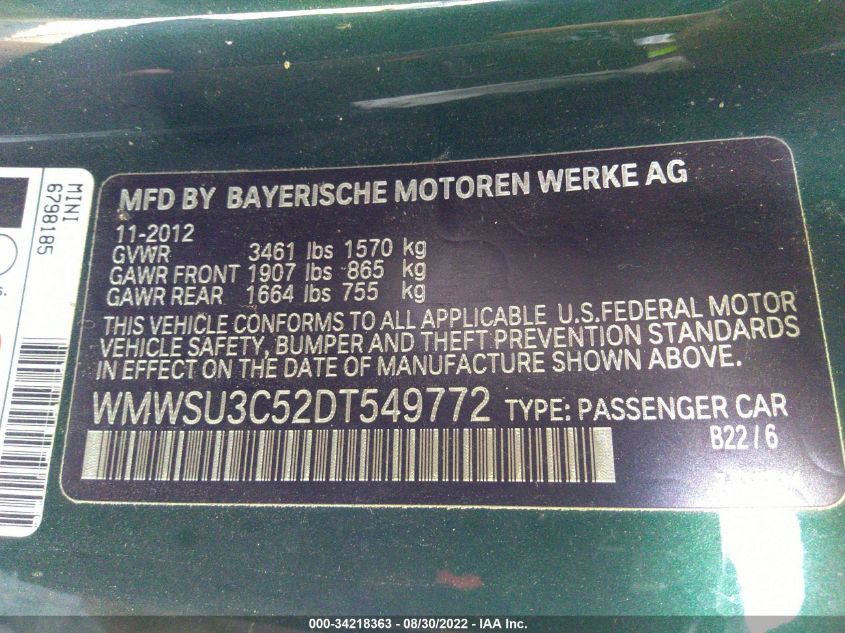 MINI
6798185
s.
MFD BY BAYERISCHE MOTOREN WERKE AG
11-2012
GVWR 3461 lbs 1570 kg
GAWR FRONT 1907 lbs 865 kg
GAWR REAR 1664 lbs 755 kg
THIS VEHICLE CONFORMS TO ALL APPLICABLE U.S.FEDERAL MOTOR
VEHICLE SAFETY, BUMPER AND THEFT PREVENTION STANDARDS
IN EFFECT ON THE DATE OF MANUFACTURE SHOWN ABOVE.
WMWSU3C52DT549772 TYPE: PASSENGER CAR
B22/6
000-34218363 - 08/30/2022 - IAA Inc.